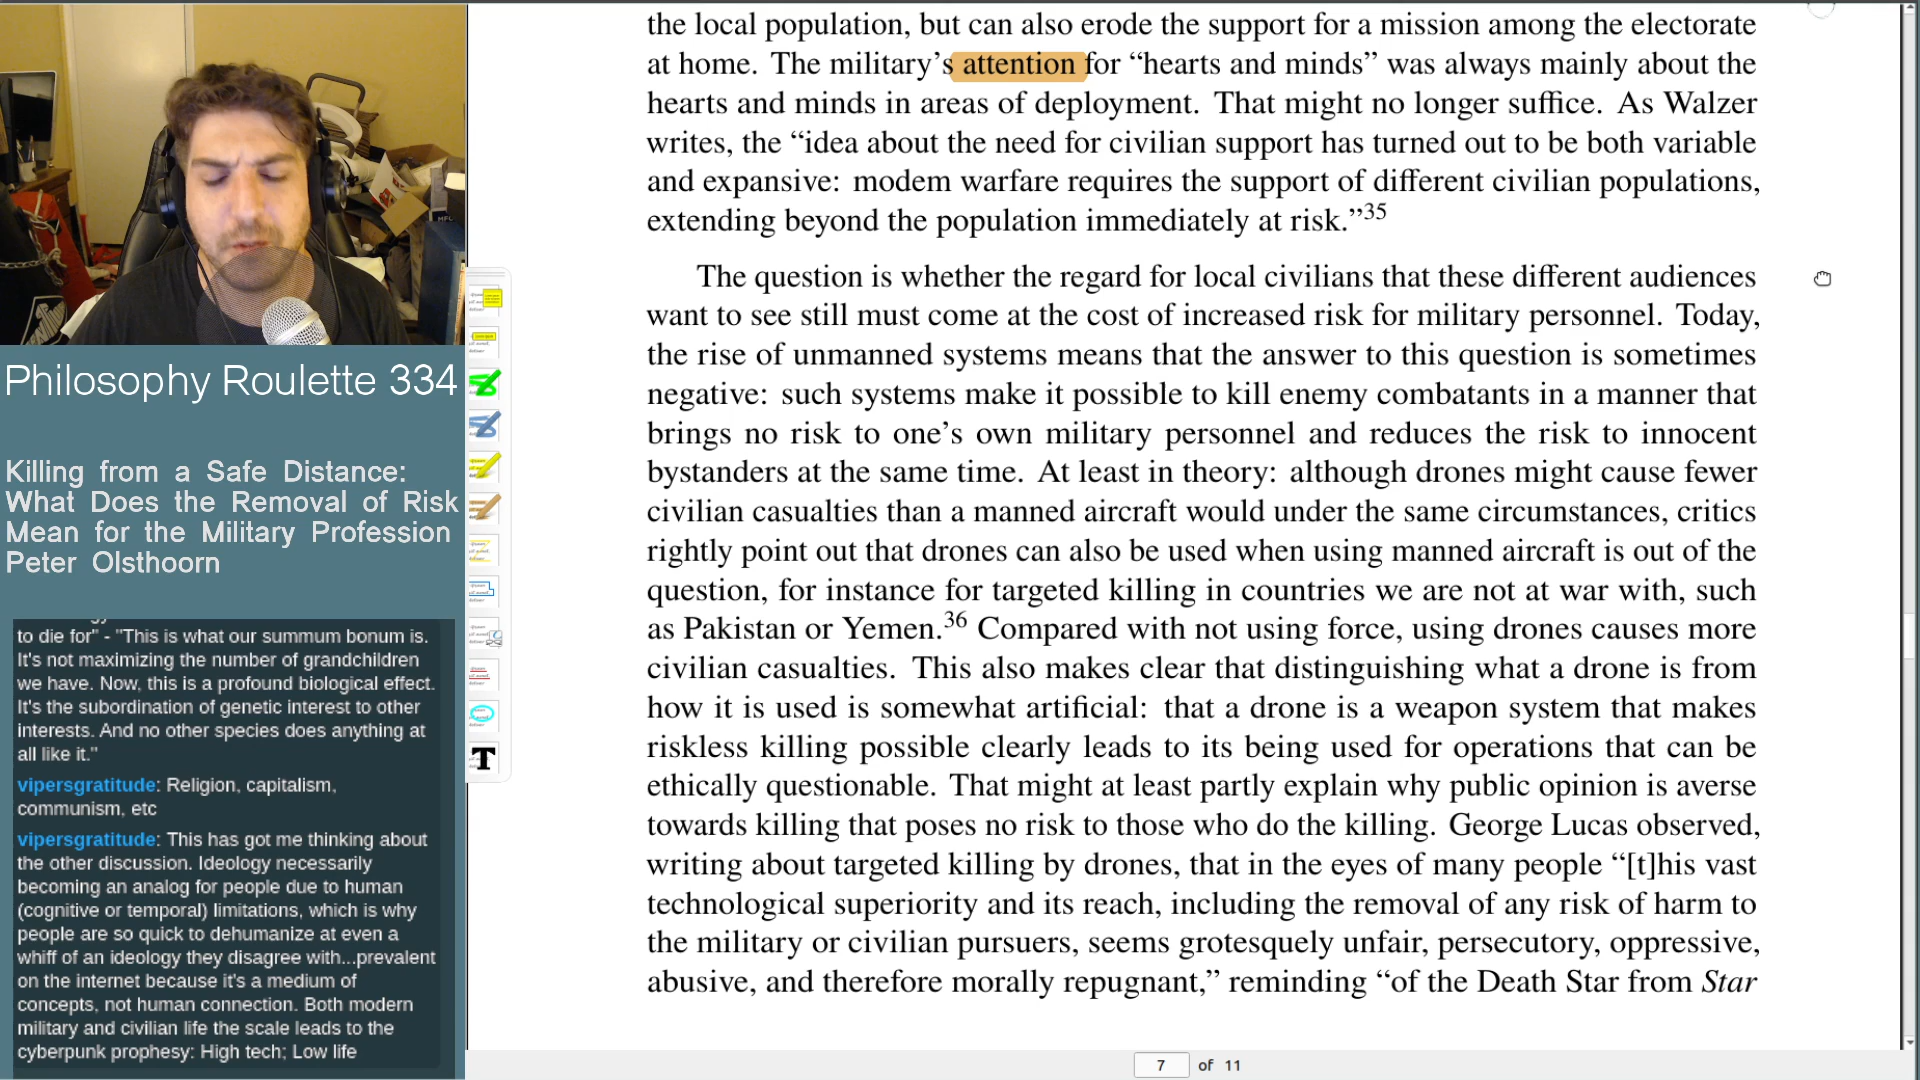 the local population, but can also erode the support for a mission among the electorate
at home. The military's attention for “hearts and minds” was always mainly about the
hearts and minds in areas of deployment. That might no longer suffice. As Walzer
writes, the “idea about the need for civilian support has turned out to be both variable
and expansive: modem warfare requires the support of different civilian populations,
extending beyond the population immediately at risk.”35
The question is whether the regard for local civilians that these different audiences
want to see still must come at the cost of increased risk for military personnel. Today,
the rise of unmanned systems means that the answer to this question is sometimes
negative: such systems make it possible to kill enemy combatants in a manner that
brings no risk to one's own military personnel and reduces the risk to innocent
bystanders at the same time. At least in theory: although drones might cause fewer
civilian casualties than a manned aircraft would under the same circumstances, critics
rightly point out that drones can also be used when using manned aircraft is out of the
question, for instance for targeted killing in countries we are not at war with, such
as Pakistan or Yemen.36 Compared with not using force, using drones causes more
civilian casualties. This also makes clear that distinguishing what a drone is from
how it is used is somewhat artificial: that a drone is a weapon system that makes
riskless killing possible clearly leads to its being used for operations that can be
ethically questionable. That might at least partly explain why public opinion is averse
towards killing that poses no risk to those who do the killing. George Lucas observed,
writing about targeted killing by drones, that in the eyes of many people “[t]his vast
technological superiority and its reach, including the removal of any risk of harm to
the military or civilian pursuers, seems grotesquely unfair, persecutory, oppressive,
abusive, and therefore morally repugnant,” reminding “of the Death Star from Star
7 of 11
Philosophy Roulette 334
Killing from a Safe Distance:
What Does the Removal of Risk
Mean for the Military Profession
Peter Olsthoorn
to die for" - "This is what our summum bonum is.
It's not maximizing the number of grandchildren
we have. Now, this is a profound biological effect.
It's the subordination of genetic interest to other
interests. And no other species does anything at
all like it."
vipersgratitude: Religion, capitalism,
communism, etc
vipersgratitude: This has got me thinking about
the other discussion. Ideology necessarily
becoming an analog for people due to human
(cognitive or temporal) limitations, which is why
people are so quick to dehumanize at even a
whiff of an ideology they disagree with...prevalent
on the internet because it's a medium of
concepts, not human connection. Both modern
military and civilian life the scale leads to the
cyberpunk prophesy: High tech; Low life
T